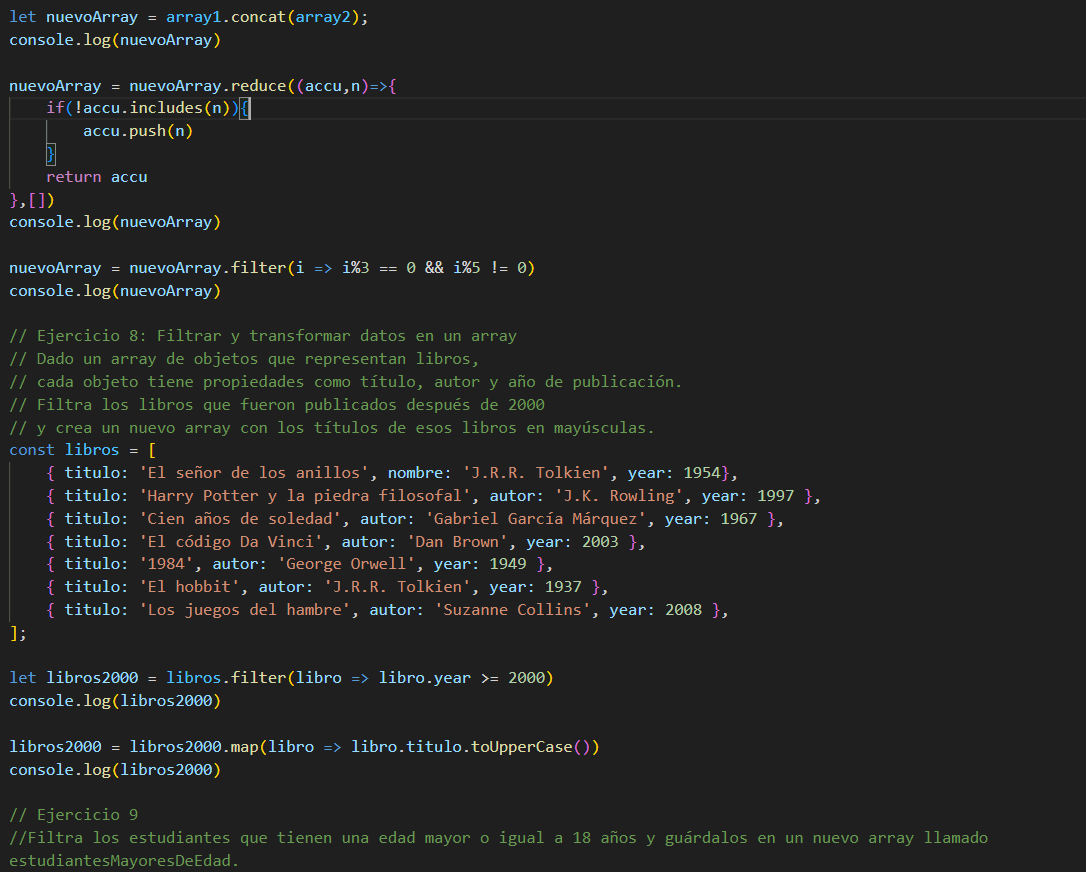 let nuevoArray = array1.concat(array2);
console.log(nuevoArray)

nuevoArray = nuevoArray.reduce((accu,n)=>{
    if(!accu.includes(n)){
        accu.push(n)
    }
    return accu
},[])
console.log(nuevoArray)

nuevoArray = nuevoArray.filter(i => i%3 == 0 && i%5 != 0)
console.log(nuevoArray)

// Ejercicio 8: Filtrar y transformar datos en un array
// Dado un array de objetos que representan libros,
// cada objeto tiene propiedades como título, autor y año de publicación.
// Filtra los libros que fueron publicados después de 2000
// y crea un nuevo array con los títulos de esos libros en mayúsculas.
const libros = [
    { titulo: 'El señor de los anillos', nombre: 'J.R.R. Tolkien', year: 1954},
    { titulo: 'Harry Potter y la piedra filosofal', autor: 'J.K. Rowling', year: 1997 },
    { titulo: 'Cien años de soledad', autor: 'Gabriel García Márquez', year: 1967 },
    { titulo: 'El código Da Vinci', autor: 'Dan Brown', year: 2003 },
    { titulo: '1984', autor: 'George Orwell', year: 1949 },
    { titulo: 'El hobbit', autor: 'J.R.R. Tolkien', year: 1937 },
    { titulo: 'Los juegos del hambre', autor: 'Suzanne Collins', year: 2008 },
];

let libros2000 = libros.filter(libro => libro.year >= 2000)
console.log(libros2000)

libros2000 = libros2000.map(libro => libro.titulo.toUpperCase())
console.log(libros2000)

// Ejercicio 9
//Filtra los estudiantes que tienen una edad mayor o igual a 18 años y guárdalos en un nuevo array llamado
estudiantesMayoresDeEdad.